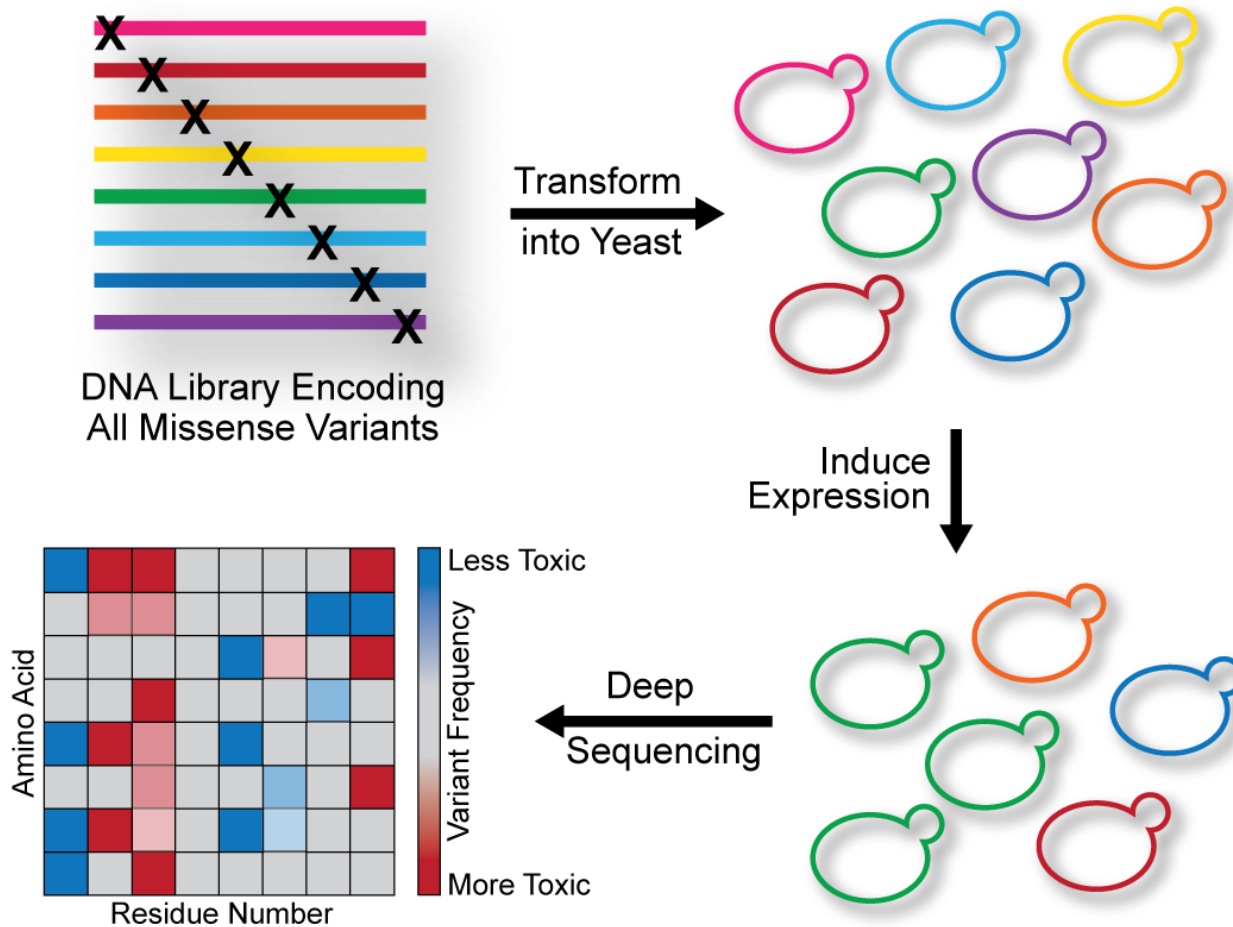 X
X
X
X
X
X
X
X
DNA Library Encoding
All Missense Variants
Transform
into Yeast
Induce
Expression
Deep
Sequencing
Less Toxic
Variant Frequency
More Toxic
Amino Acid
Residue Number